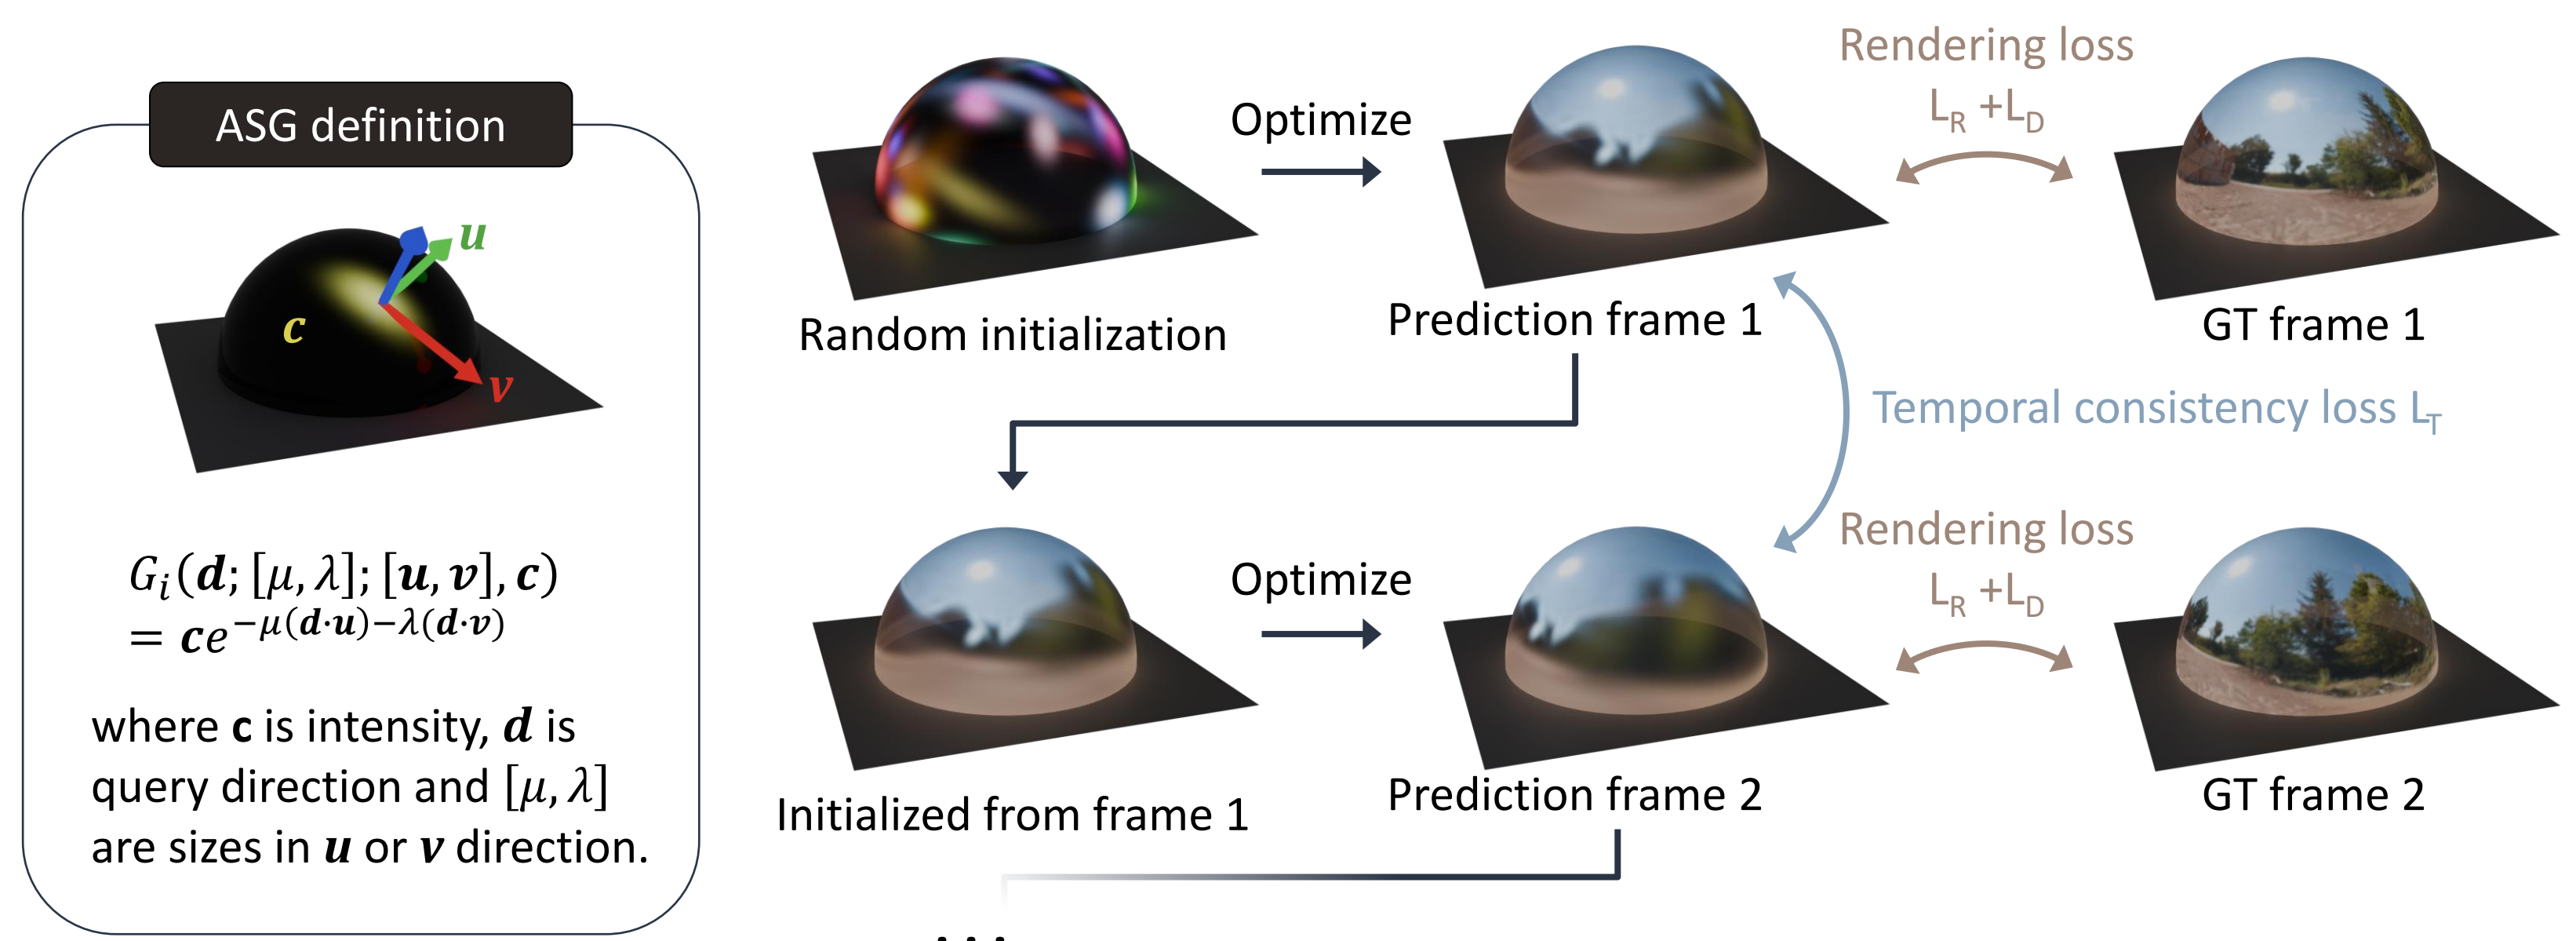 ASG definition
u
c
v
G_i(d; [μ, λ]; [u, v], c)
= ce^{−μ(d·u)−λ(d·v)}
where c is intensity, d is
query direction and [μ, λ]
are sizes in u or v direction.
Random initialization
Optimize
Prediction frame 1
Rendering loss
L_R +L_D
GT frame 1
Temporal consistency loss L_T
Initialized from frame 1
Optimize
Prediction frame 2
Rendering loss
L_R +L_D
GT frame 2
...